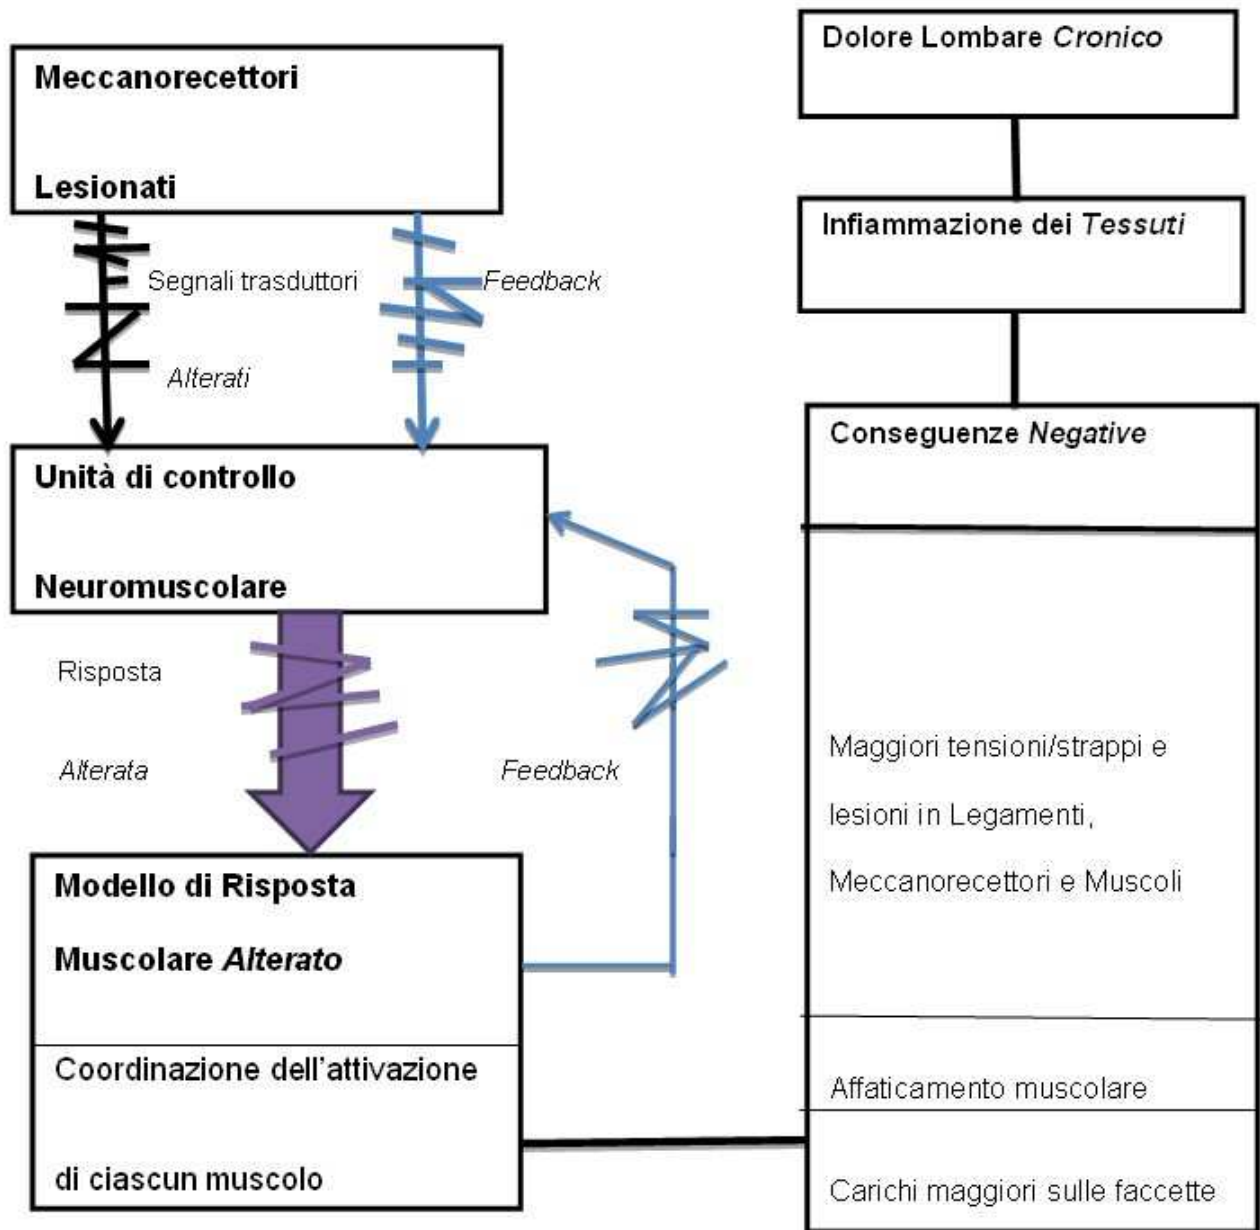 Meccanorecettori
Lesionati
Segnali trasduttori
Feedback
Alterati
Unità di controllo
Neuromuscolare
Risposta
Alterata
Feedback
Modello di Risposta
Muscolare Alterato
Coordinazione dell'attivazione
di ciascun muscolo
Dolore Lombare Cronico
Infiammazione dei Tessuti
Conseguenze Negative
Maggiori tensioni/strappi e
lesioni in Legamenti,
Meccanorecettori e Muscoli
Affaticamento muscolare
Carichi maggiori sulle faccette